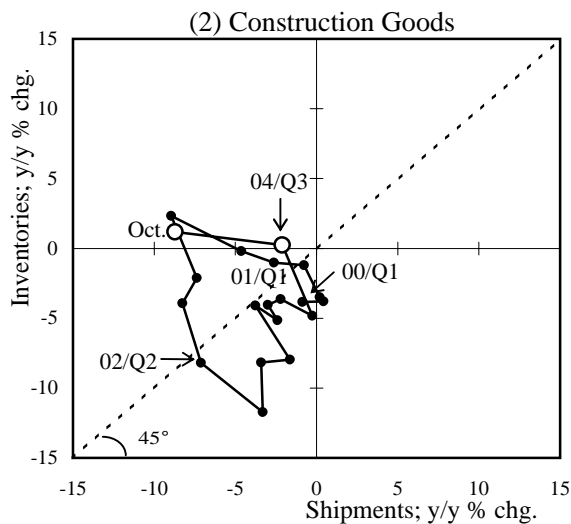 (2) Construction Goods
Inventories; y/y % chg.
15
10
5
0
-5
-10
-15
04/Q3
Oct.
01/Q1
00/Q1
02/Q2
45°
-15
-10
-5
0
5
10
15
Shipments; y/y % chg.